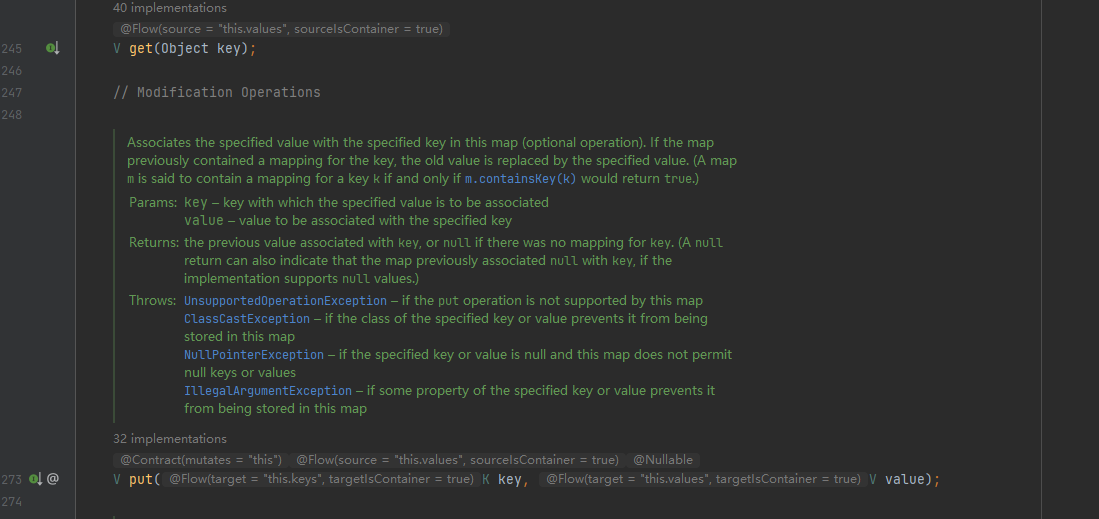 40 implementations
@Flow(source = "this.values", sourceIsContainer = true)
245 V get(Object key);
246
247 // Modification Operations
248
Associates the specified value with the specified key in this map (optional operation). If the map
previously contained a mapping for the key, the old value is replaced by the specified value. (A map
m is said to contain a mapping for a key k if and only if m.containsKey(k) would return true.)
Params: key – key with which the specified value is to be associated
value – value to be associated with the specified key
Returns: the previous value associated with key, or null if there was no mapping for key. (A null
return can also indicate that the map previously associated null with key, if the
implementation supports null values.)
Throws: UnsupportedOperationException – if the put operation is not supported by this map
ClassCastException – if the class of the specified key or value prevents it from being
stored in this map
NullPointerException – if the specified key or value is null and this map does not permit
null keys or values
IllegalArgumentException – if some property of the specified key or value prevents it
from being stored in this map
32 implementations
@Contract(mutates = "this") @Flow(source = "this.values", sourceIsContainer = true) @Nullable
273 @ V put( @Flow(target = "this.keys", targetIsContainer = true) K key, @Flow(target = "this.values", targetIsContainer = true) V value);
274